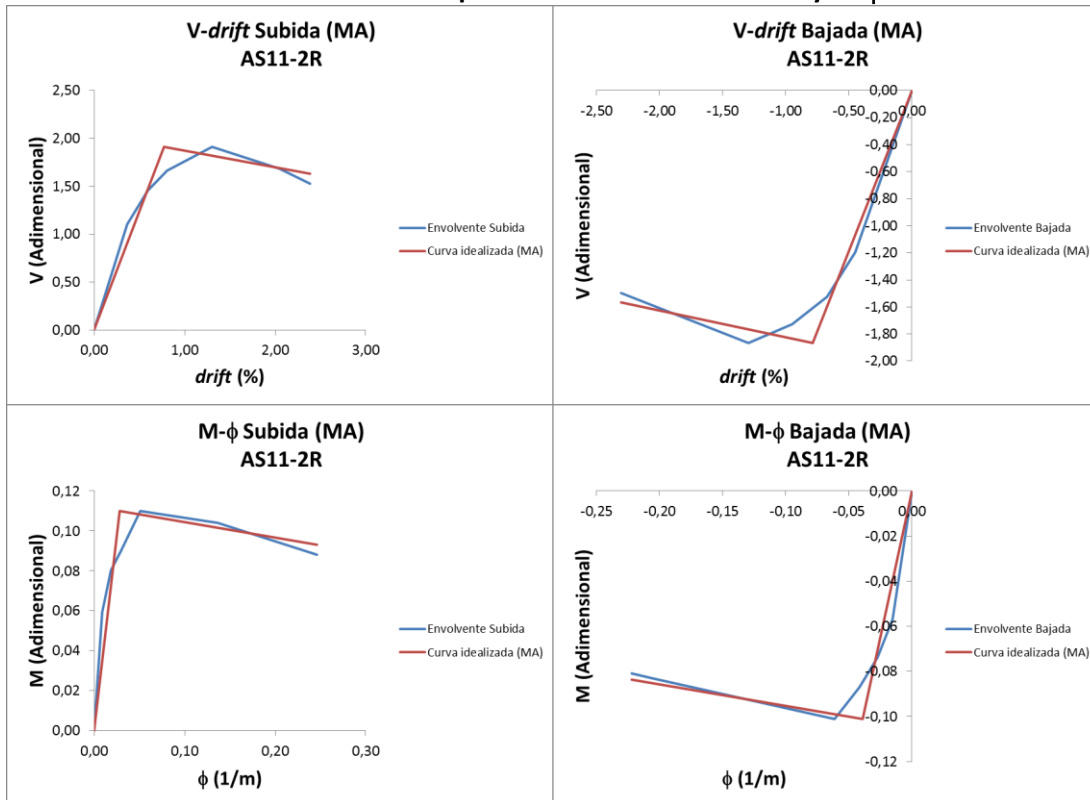 V-drift Subida (MA)
AS11-2R
2,50
2,00
1,50
1,00
0,50
0,00
0,00 1,00 2,00 3,00
V (Adimensional)
drift (%)
Envolvente Subida
Curva idealizada (MA)
V-drift Bajada (MA)
AS11-2R
-2,50 -2,00 -1,50 -1,00 -0,50 0,00
0,00
-0,20
-0,40
-0,60
-0,80
-1,00
-1,20
-1,40
-1,60
-1,80
-2,00
V (Adimensional)
drift (%)
Envolvente Bajada
Curva idealizada (MA)
M-ϕ Subida (MA)
AS11-2R
0,12
0,10
0,08
0,06
0,04
0,02
0,00
0,00 0,10 0,20 0,30
M (Adimensional)
ϕ (1/m)
Envolvente Subida
Curva idealizada (MA)
M-ϕ Bajada (MA)
AS11-2R
-0,25 -0,20 -0,15 -0,10 -0,05 0,00
0,00
-0,02
-0,04
-0,06
-0,08
-0,10
-0,12
M (Adimensional)
ϕ (1/m)
Envolvente Bajada
Curva idealizada (MA)